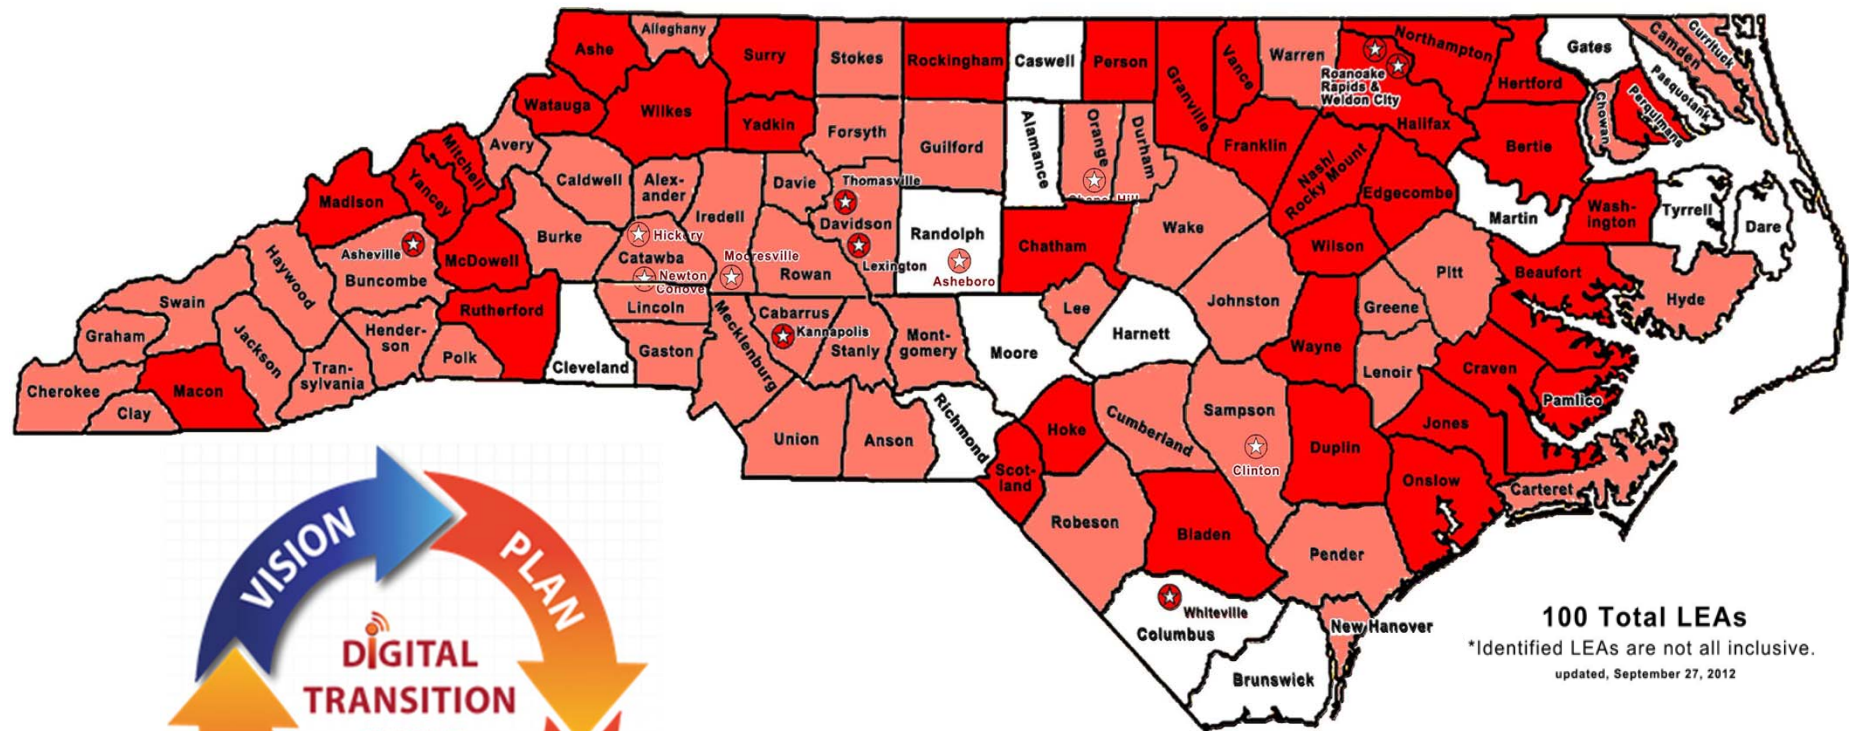 Alleghany
Ashe
Surry
Stokes
Rockingham
Caswell
Person
Granville
Vance
Warren
Northampton
Gates
Camden
Currituck
Roanoke
Rapids &
Weldon City
Hertford
Pasquotank
Perquimans
Chowan
Watauga
Wilkes
Yadkin
Forsyth
Guilford
Alamance
Orange
Durham
Franklin
Halifax
Bertie
Mitchell
Avery
Nash/
Rocky Mount
Edgecombe
Yancey
Caldwell
Alex-
ander
Davie
Thomasville
Madison
Iredell
Davidson
Chapel Hill
Wake
Martin
Wash-
ington
Tyrrell
Dare
Burke
Hickory
Randolph
Chatham
Wilson
Asheville
McDowell
Catawba
Mooresville
Lexington
Haywood
Buncombe
Newton
Conover
Rowan
Asheboro
Pitt
Beaufort
Swain
Rutherford
Lincoln
Cabarrus
Lee
Johnston
Greene
Hyde
Graham
Jackson
Hender-
son
Mecklenburg
Kannapolis
Mont-
gomery
Harnett
Wayne
Polk
Cleveland
Gaston
Stanly
Moore
Lenoir
Craven
Tran-
sylvania
Cherokee
Macon
Clay
Pamlico
Union
Anson
Richmond
Hoke
Cumberland
Sampson
Jones
Duplin
Clinton
Scot-
land
Onslow
Carteret
Robeson
Bladen
Pender
Whiteville
Columbus
New Hanover
Brunswick
VISION
PLAN
DiGITAL
TRANSITION
100 Total LEAs
*Identified LEAs are not all inclusive.
updated, September 27, 2012